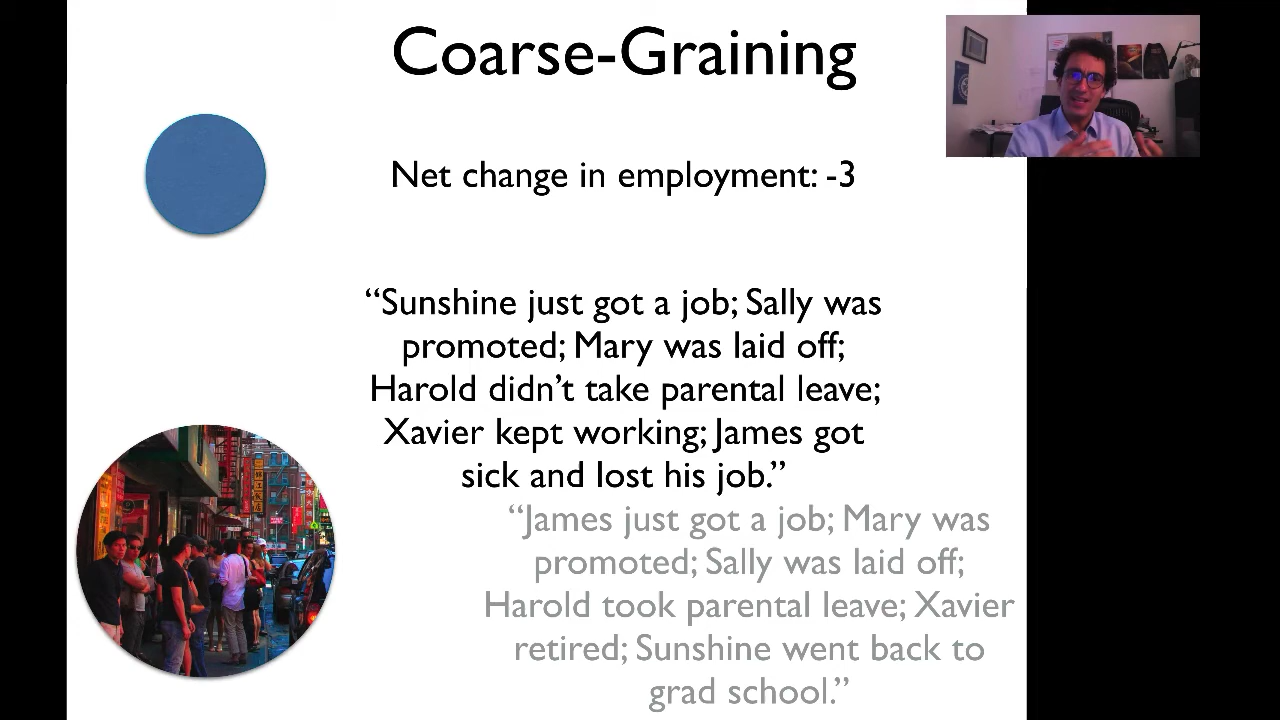 Coarse-Graining
Net change in employment: -3
“Sunshine just got a job; Sally was
promoted; Mary was laid off;
Harold didn’t take parental leave;
Xavier kept working; James got
sick and lost his job.”
“James just got a job; Mary was
promoted; Sally was laid off;
Harold took parental leave; Xavier
retired; Sunshine went back to
grad school.”